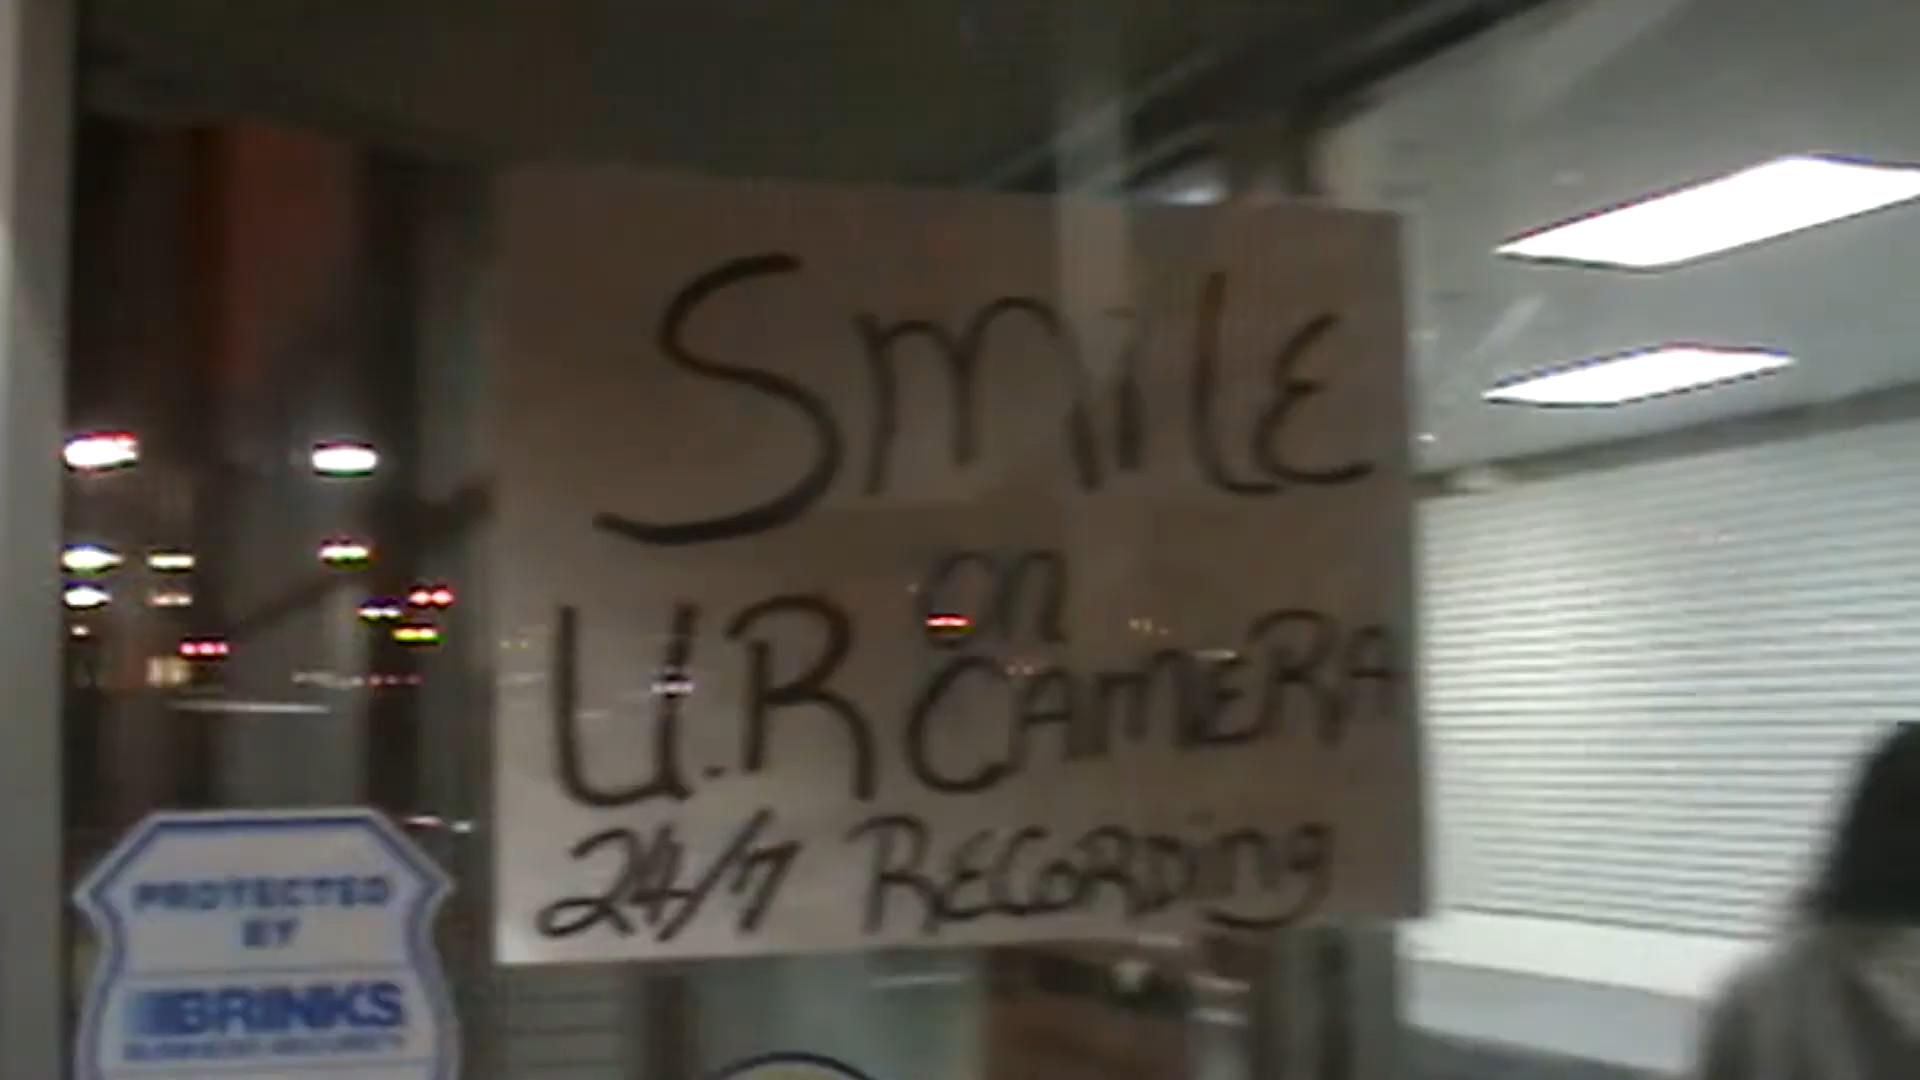 Smile
on
U.R CAMERA
24/7 RECORDing
PROTECTED
BY
BRINKS